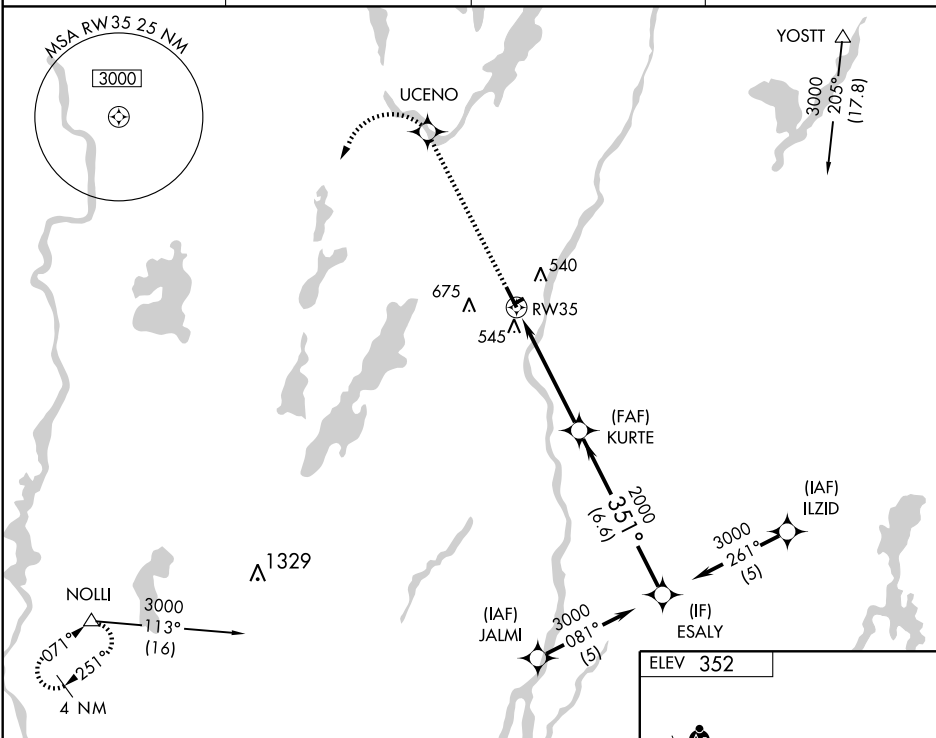 MSA RW35 25 NM
3000
YOSTT
3000
205°
(17.8)
UCENO
540
675
RW35
545
(FAF)
KURTE
2000
351°
(6.6)
(IAF)
ILZID
3000
261°
(5)
1329
NOLLI
3000
113°
(16)
071°
251°
4 NM
(IAF)
JALMI
3000
081°
(5)
(IF)
ESALY
ELEV 352